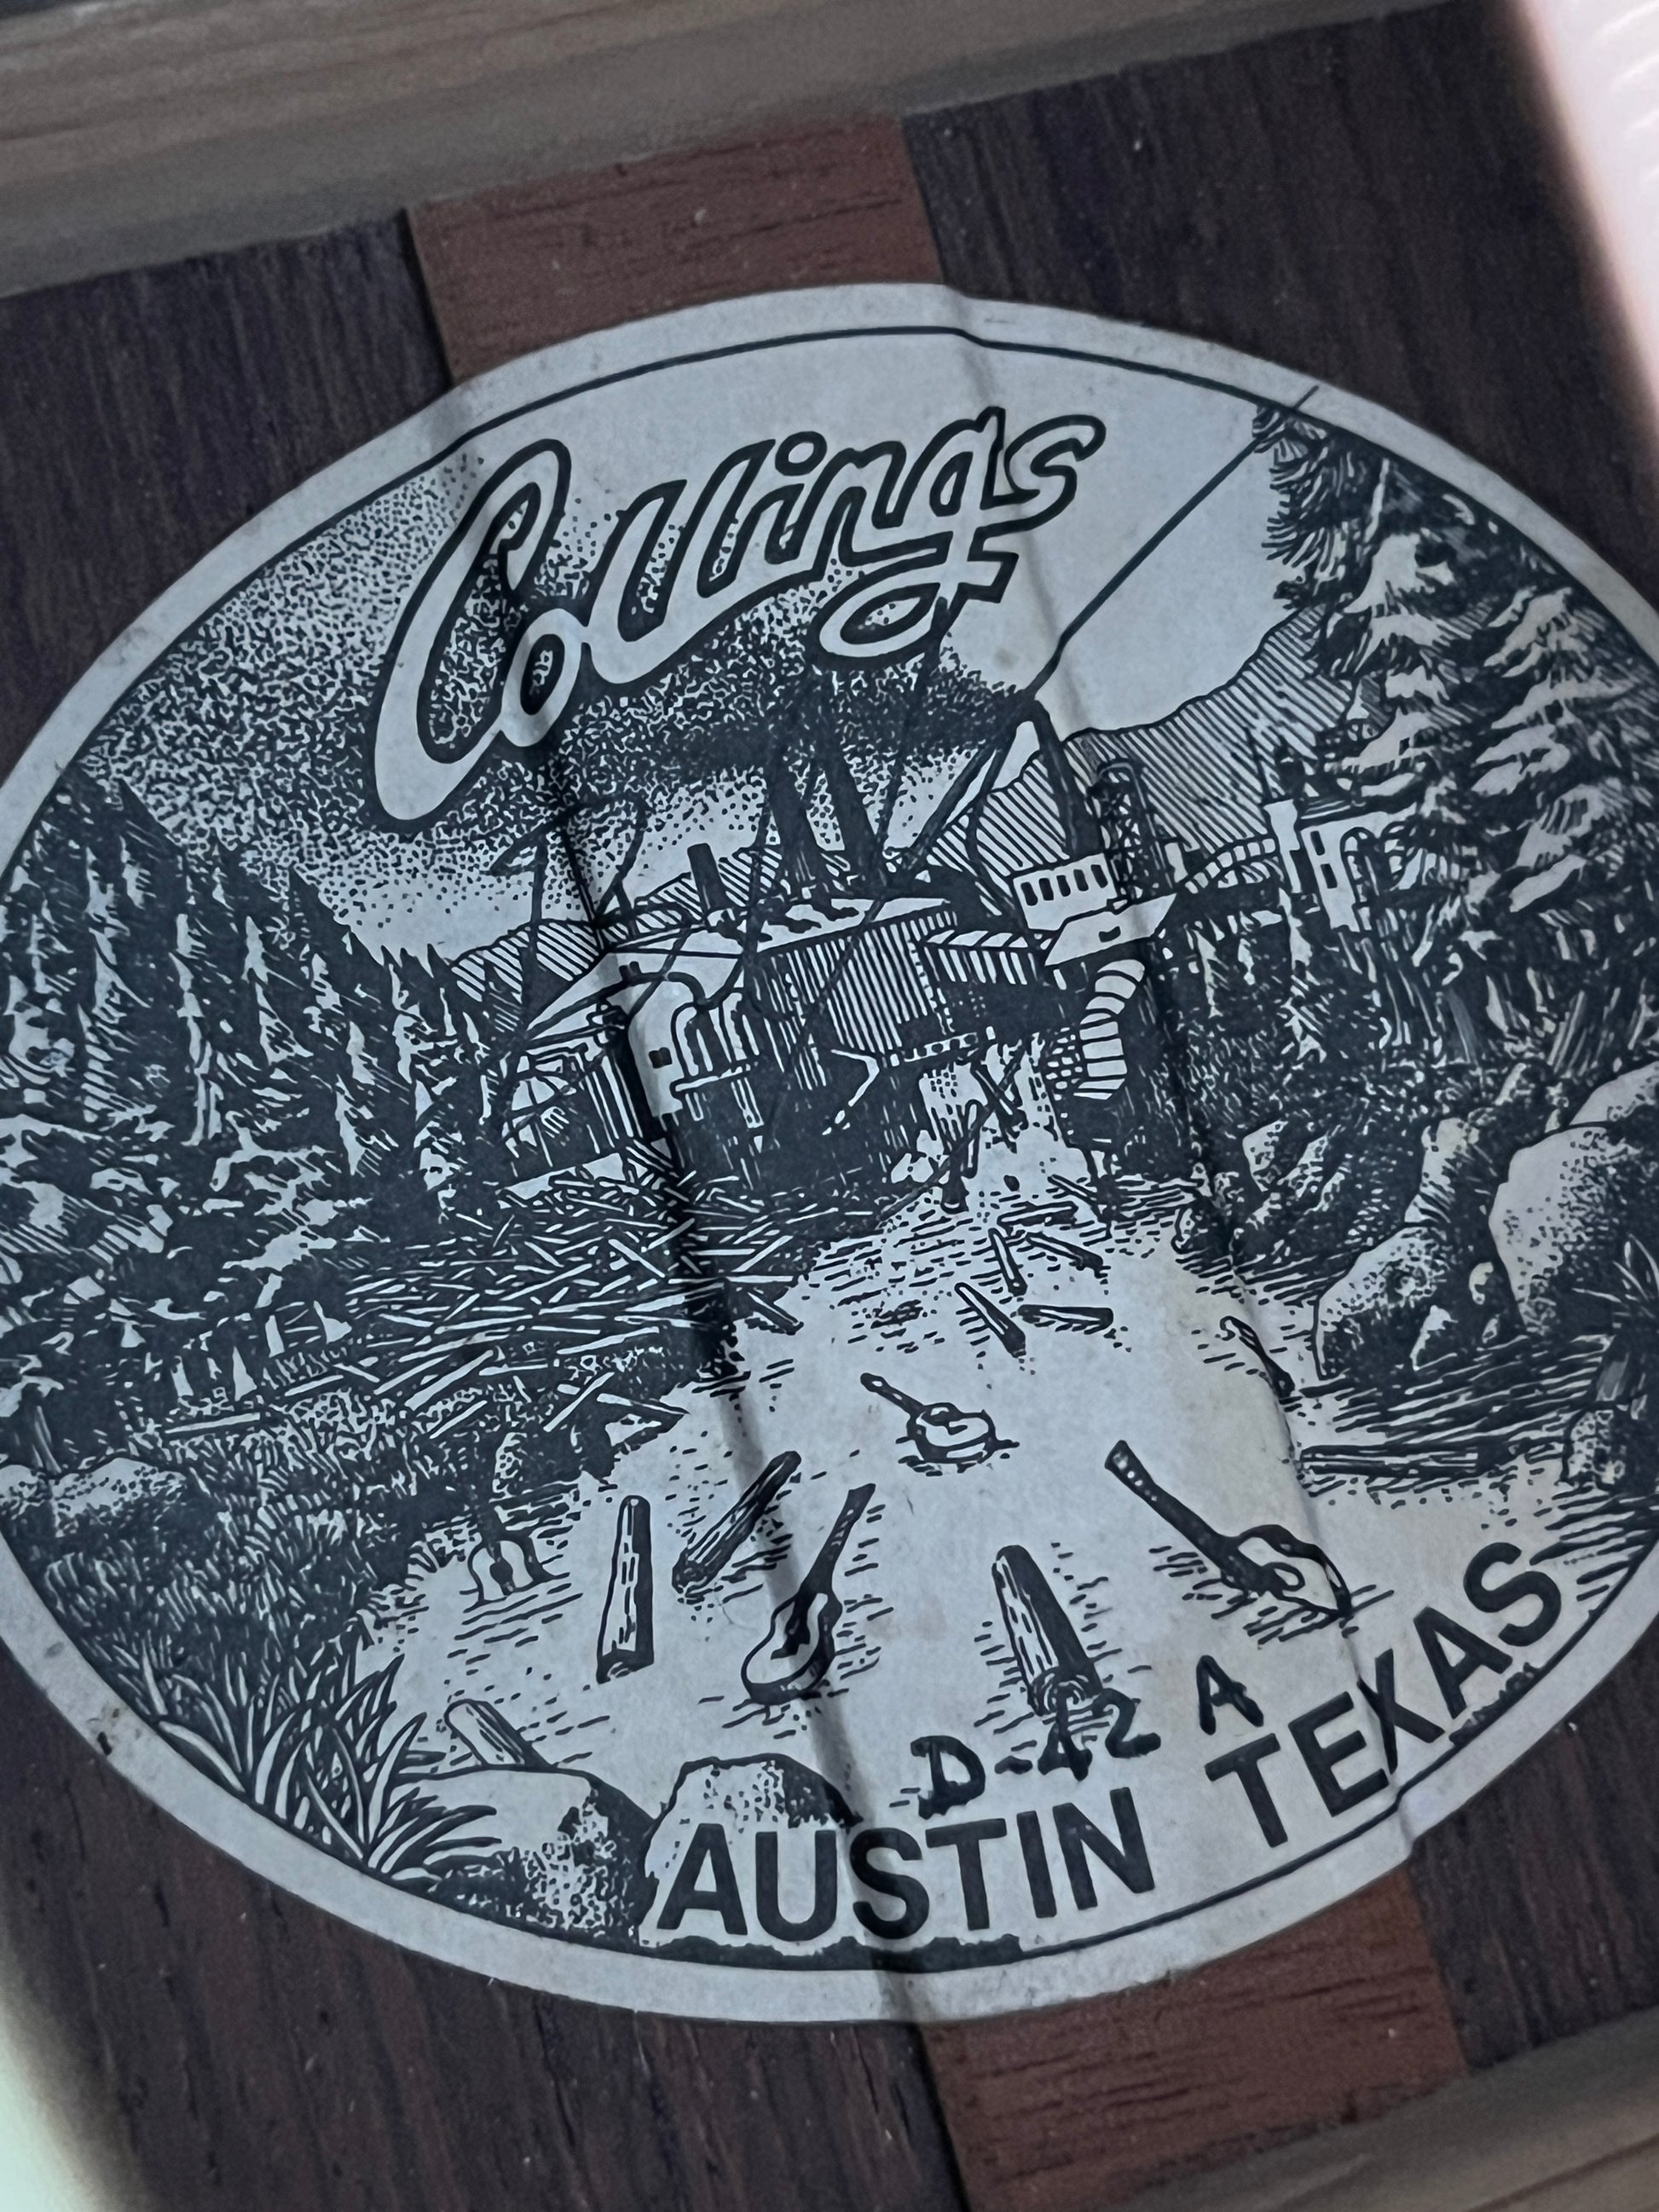 Collings
D-42 A
AUSTIN TEXAS